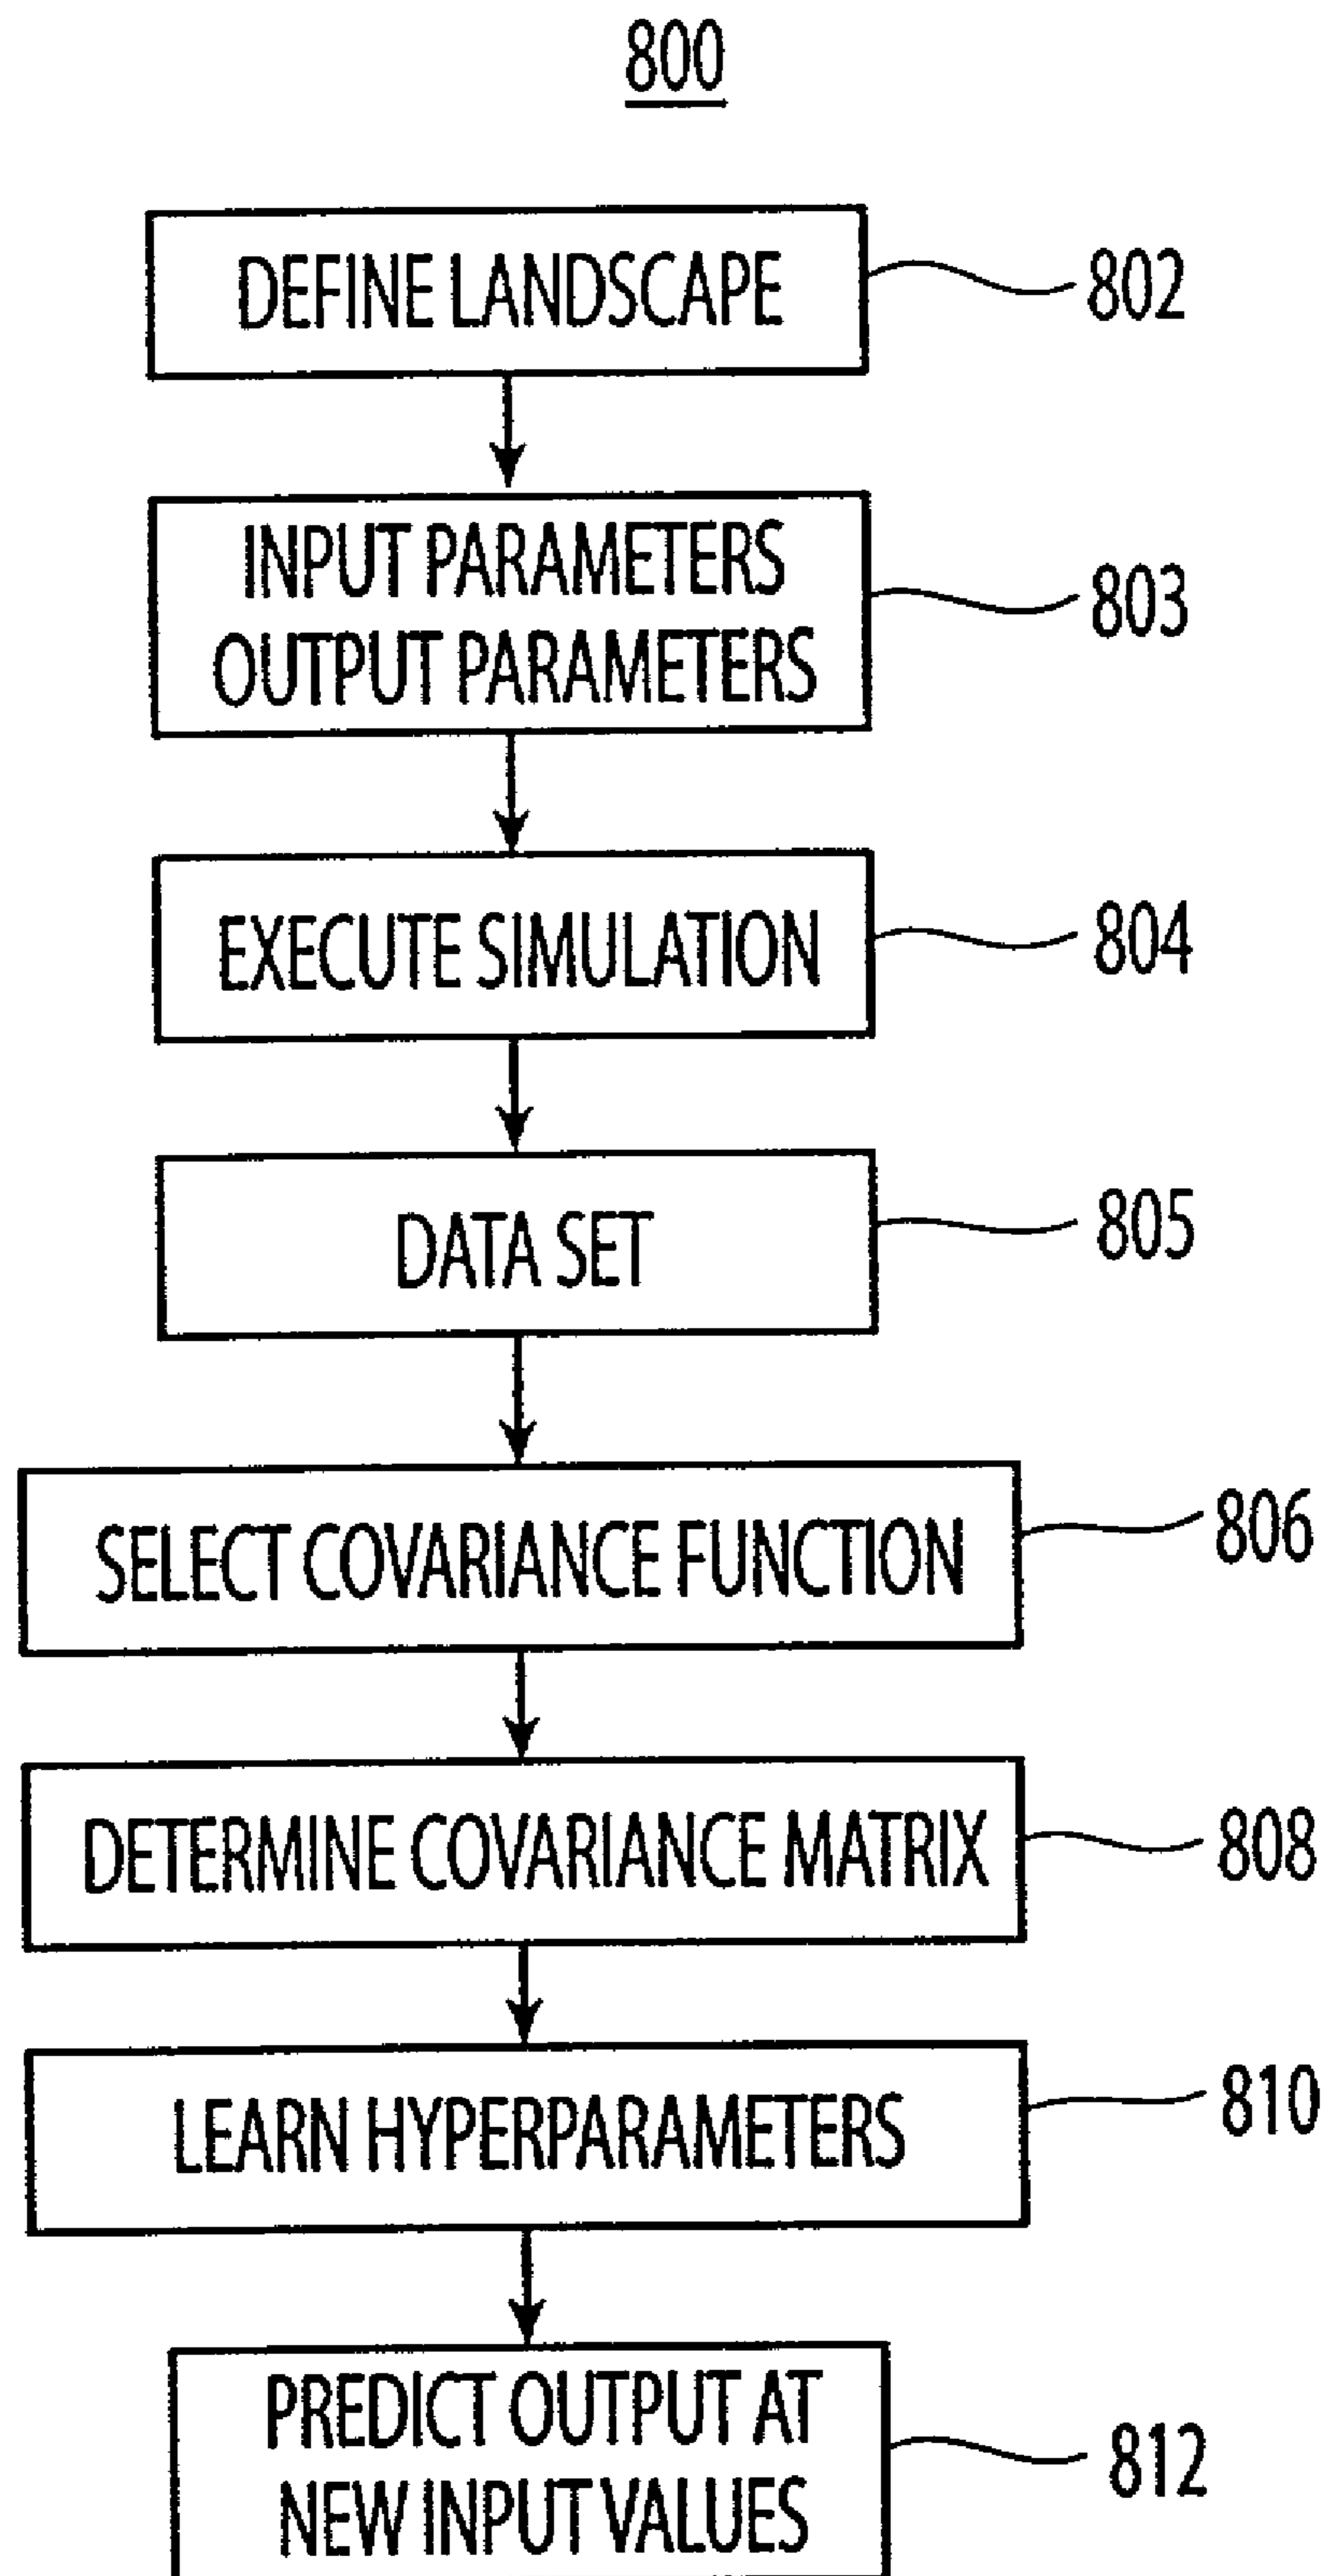 800
DEFINE LANDSCAPE
802
INPUT PARAMETERS
OUTPUT PARAMETERS
803
EXECUTE SIMULATION
804
DATA SET
805
SELECT COVARIANCE FUNCTION
806
DETERMINE COVARIANCE MATRIX
808
LEARN HYPERPARAMETERS
810
PREDICT OUTPUT AT
NEW INPUT VALUES
812